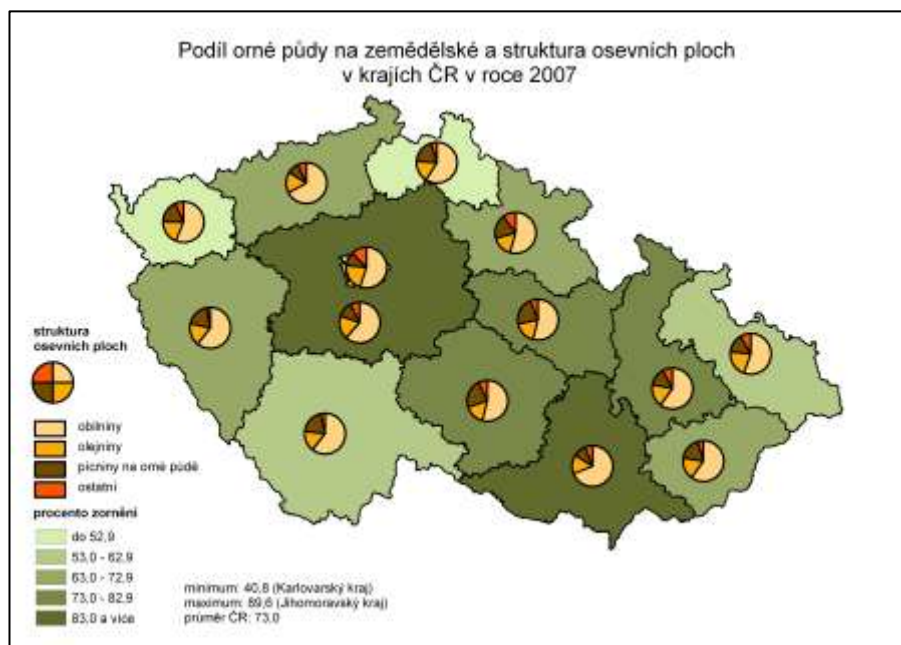 Podíl orné půdy na zemědělské a struktura osevních ploch
v krajích ČR v roce 2007
struktura
osevních ploch
obilniny
olejniny
pícniny na orné půdě
ostatní
procento zornění
do 52,9
53,0 - 62,9
63,0 - 72,9
73,0 - 82,9
83,0 a více
minimum: 40,8 (Karlovarský kraj)
maximum: 89,6 (Jihomoravský kraj)
průměr ČR: 73,0